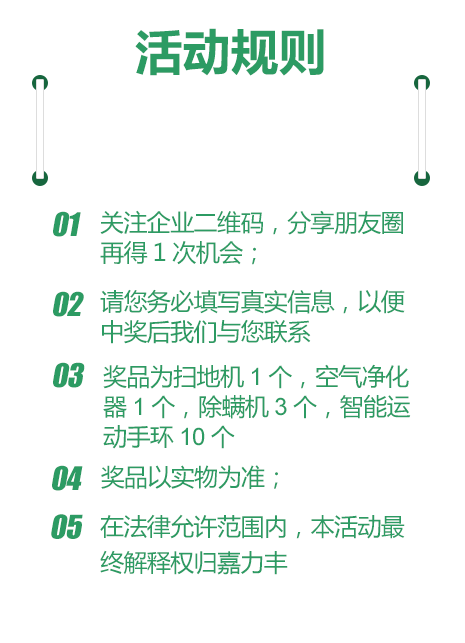 活动规则
01 关注企业二维码，分享朋友圈
再得1次机会；
02 请您务必填写真实信息，以便
中奖后我们与您联系
03 奖品为扫地机1个，空气净化
器1个，除螨机3个，智能运
动手环10个
04 奖品以实物为准；
05 在法律允许范围内，本活动最
终解释权归嘉力丰